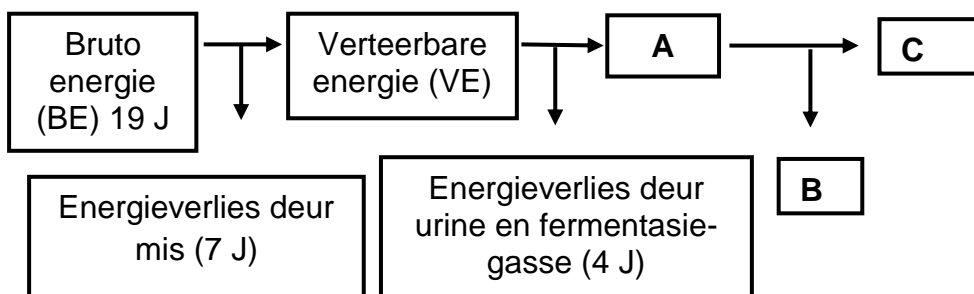 Bruto
energie
(BE) 19 J
Verteerbare
energie (VE)
A
C
Energieverlies deur
mis (7 J)
Energieverlies deur
urine en fermentasie-
gasse (4 J)
B